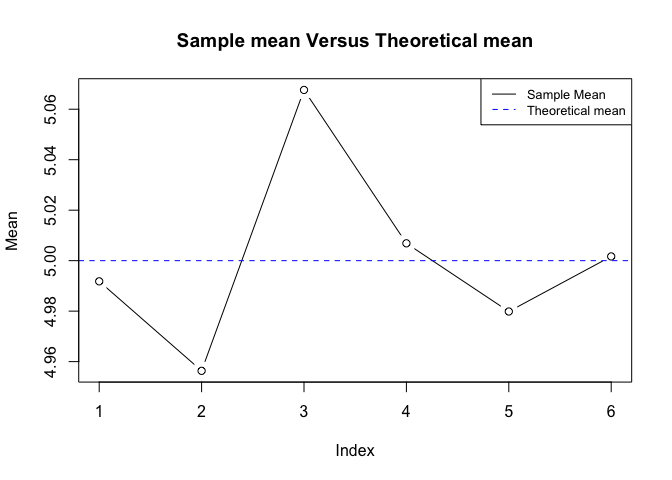 Sample mean Versus Theoretical mean
Sample Mean
Theoretical mean
5.06
5.04
5.02
5.00
4.98
4.96
Mean
1 2 3 4 5 6
Index